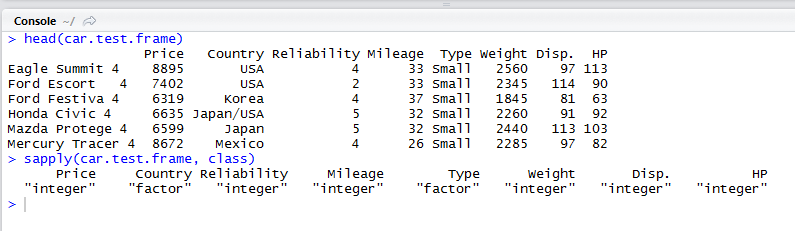 Console ~/
> head(car.test.frame)
Price Country Reliability Mileage Type Weight Disp. HP
Eagle Summit 4 8895 USA 4 33 Small 2560 97 113
Ford Escort 4 7402 USA 2 33 Small 2345 114 90
Ford Festiva 4 6319 Korea 4 37 Small 1845 81 63
Honda Civic 4 6635 Japan/USA 5 32 Small 2260 91 92
Mazda Protege 4 6599 Japan 5 32 Small 2440 113 103
Mercury Tracer 4 8672 Mexico 4 26 Small 2285 97 82
> sapply(car.test.frame, class)
Price Country Reliability Mileage Type Weight Disp. HP
"integer" "factor" "integer" "integer" "factor" "integer" "integer" "integer"
>